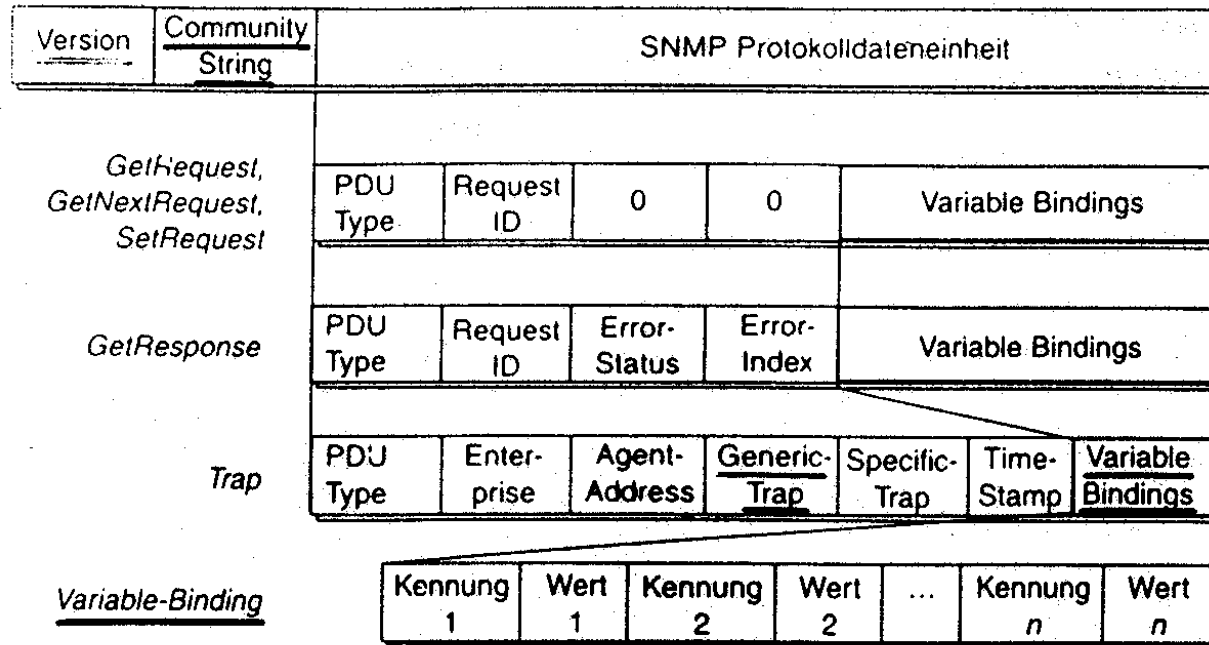 Version Community String SNMP Protokolldateneinheit
GetRequest,
GetNextRequest,
SetRequest
PDU Type Request ID 0 0 Variable Bindings
GetResponse PDU Type Request ID Error-Status Error-Index Variable Bindings
Trap PDU Type Enter-prise Agent-Address Generic-Trap Specific-Trap Time-Stamp Variable Bindings
Variable-Binding Kennung 1 Wert 1 Kennung 2 Wert 2 ... Kennung n Wert n